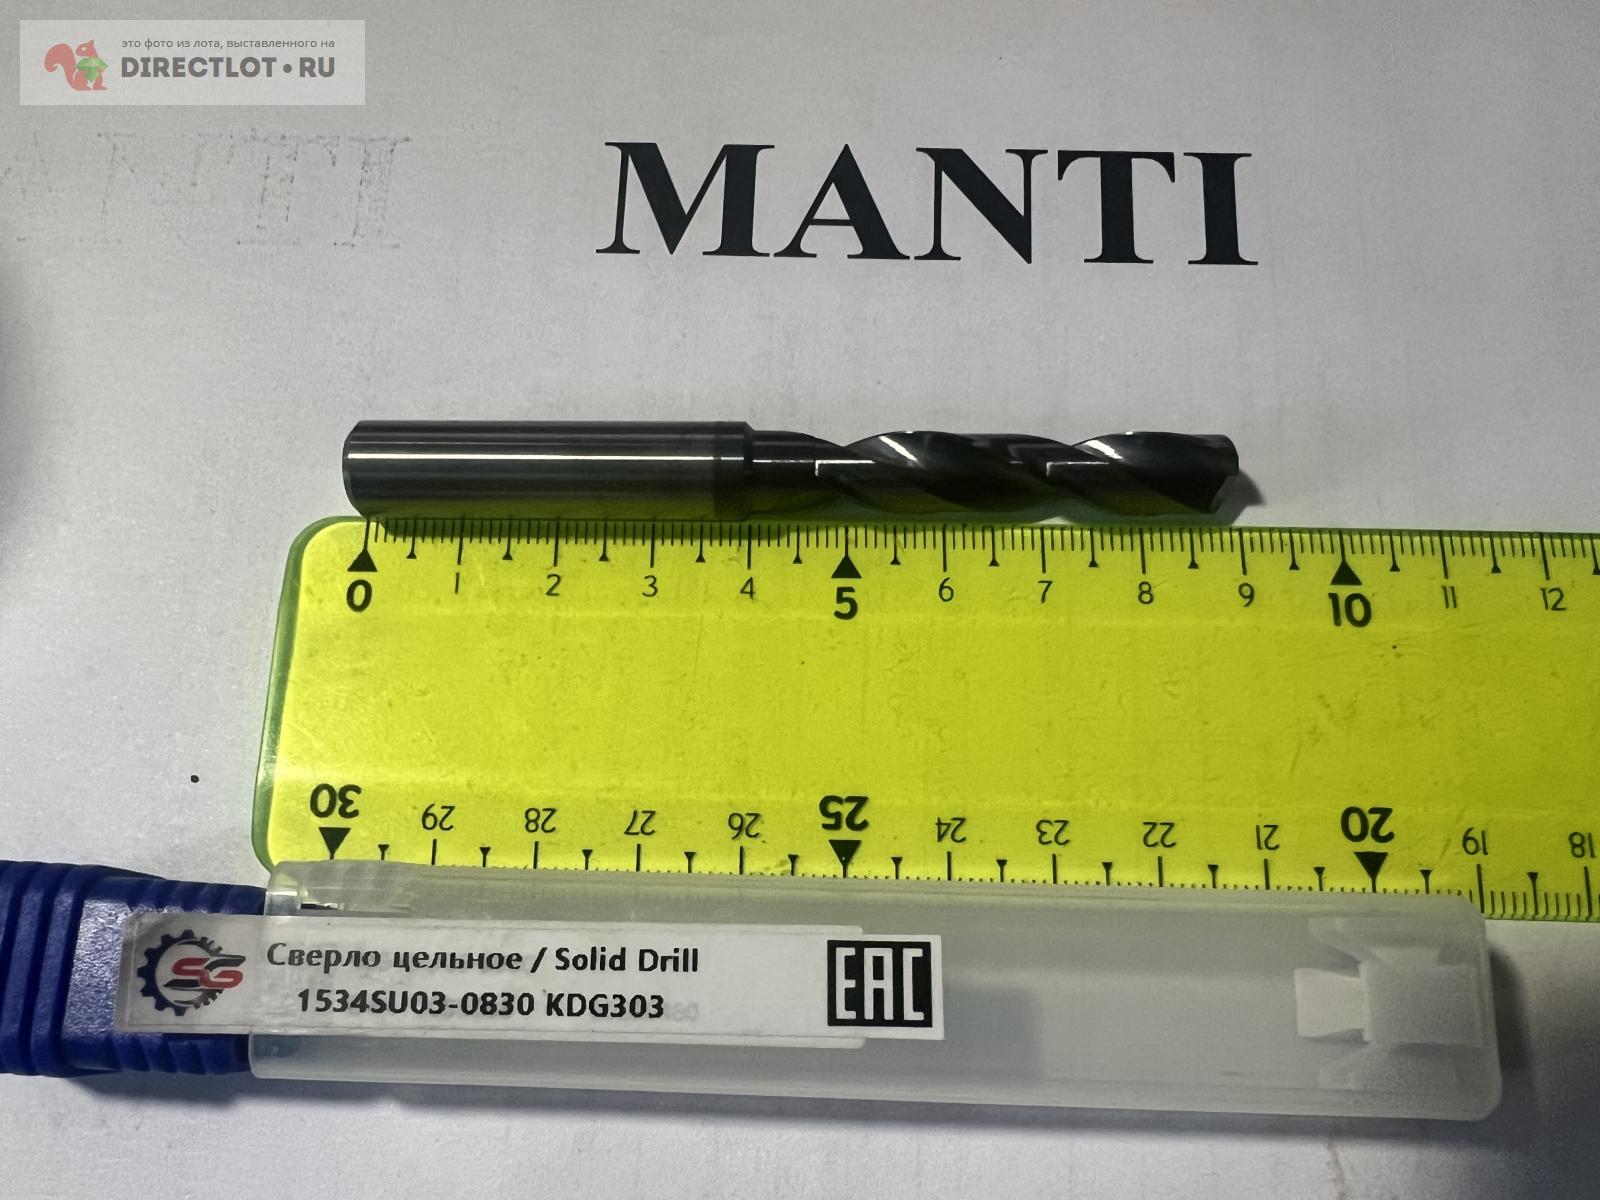 это фото из лота, выставленного на
DIRECTLOT•RU
MANTI
0 1 2 3 4 5 6 7 8 9 10 11 12
30 29 28 27 26 25 24 23 22 21 20 19 18
SG
Сверло цельное / Solid Drill
1534SU03-0830 KDG303
EAC